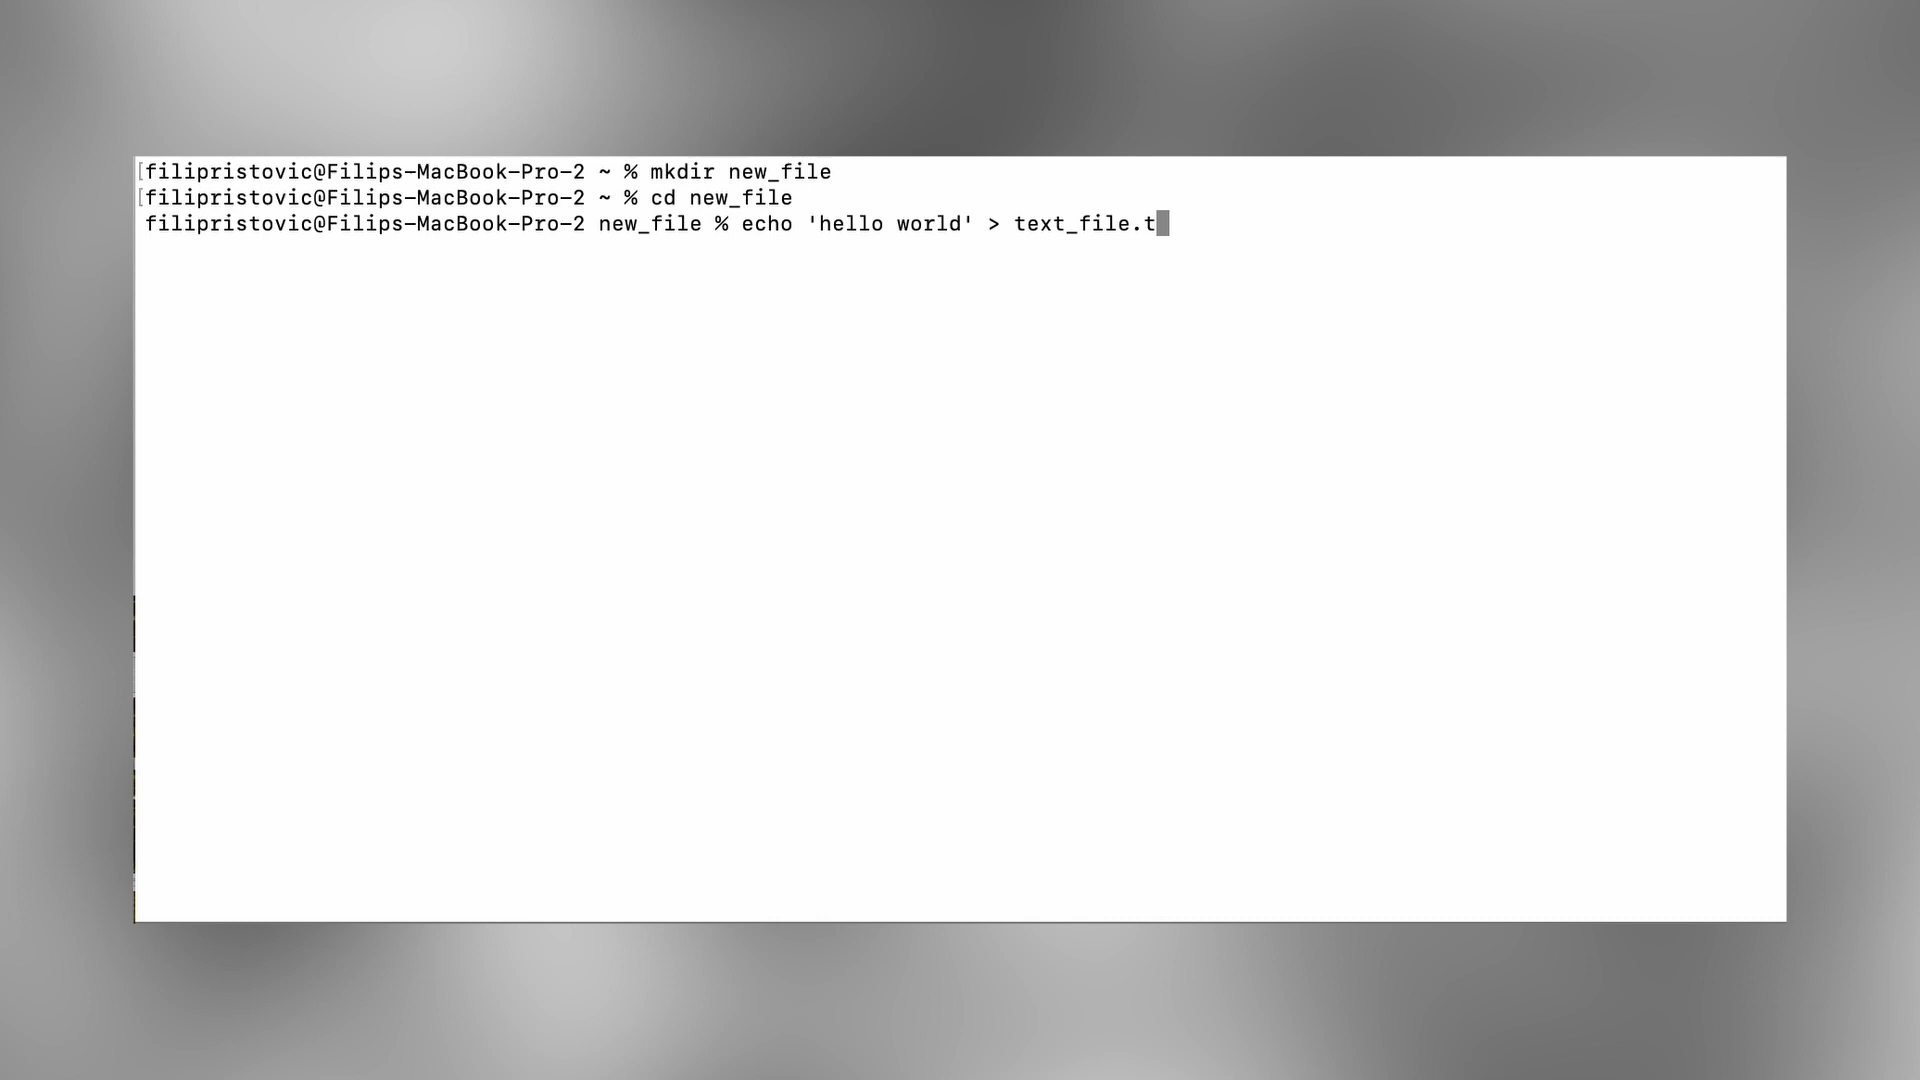 [filipristovic@Filips-MacBook-Pro-2 ~ % mkdir new_file
[filipristovic@Filips-MacBook-Pro-2 ~ % cd new_file
filipristovic@Filips-MacBook-Pro-2 new_file % echo 'hello world' > text_file.t